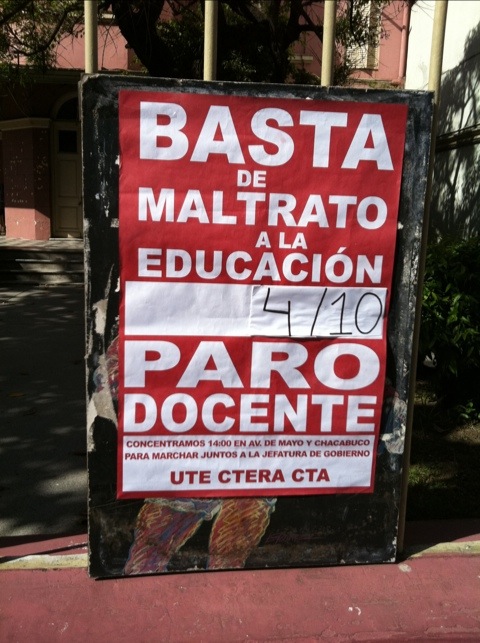 BASTA
DE
MALTRATO
A LA
EDUCACIÓN
4/10
PARO
DOCENTE
CONCENTRAMOS 14:00 EN AV. DE MAYO Y CHACABUCO
PARA MARCHAR JUNTOS A LA JEFATURA DE GOBIERNO
UTE CTERA CTA